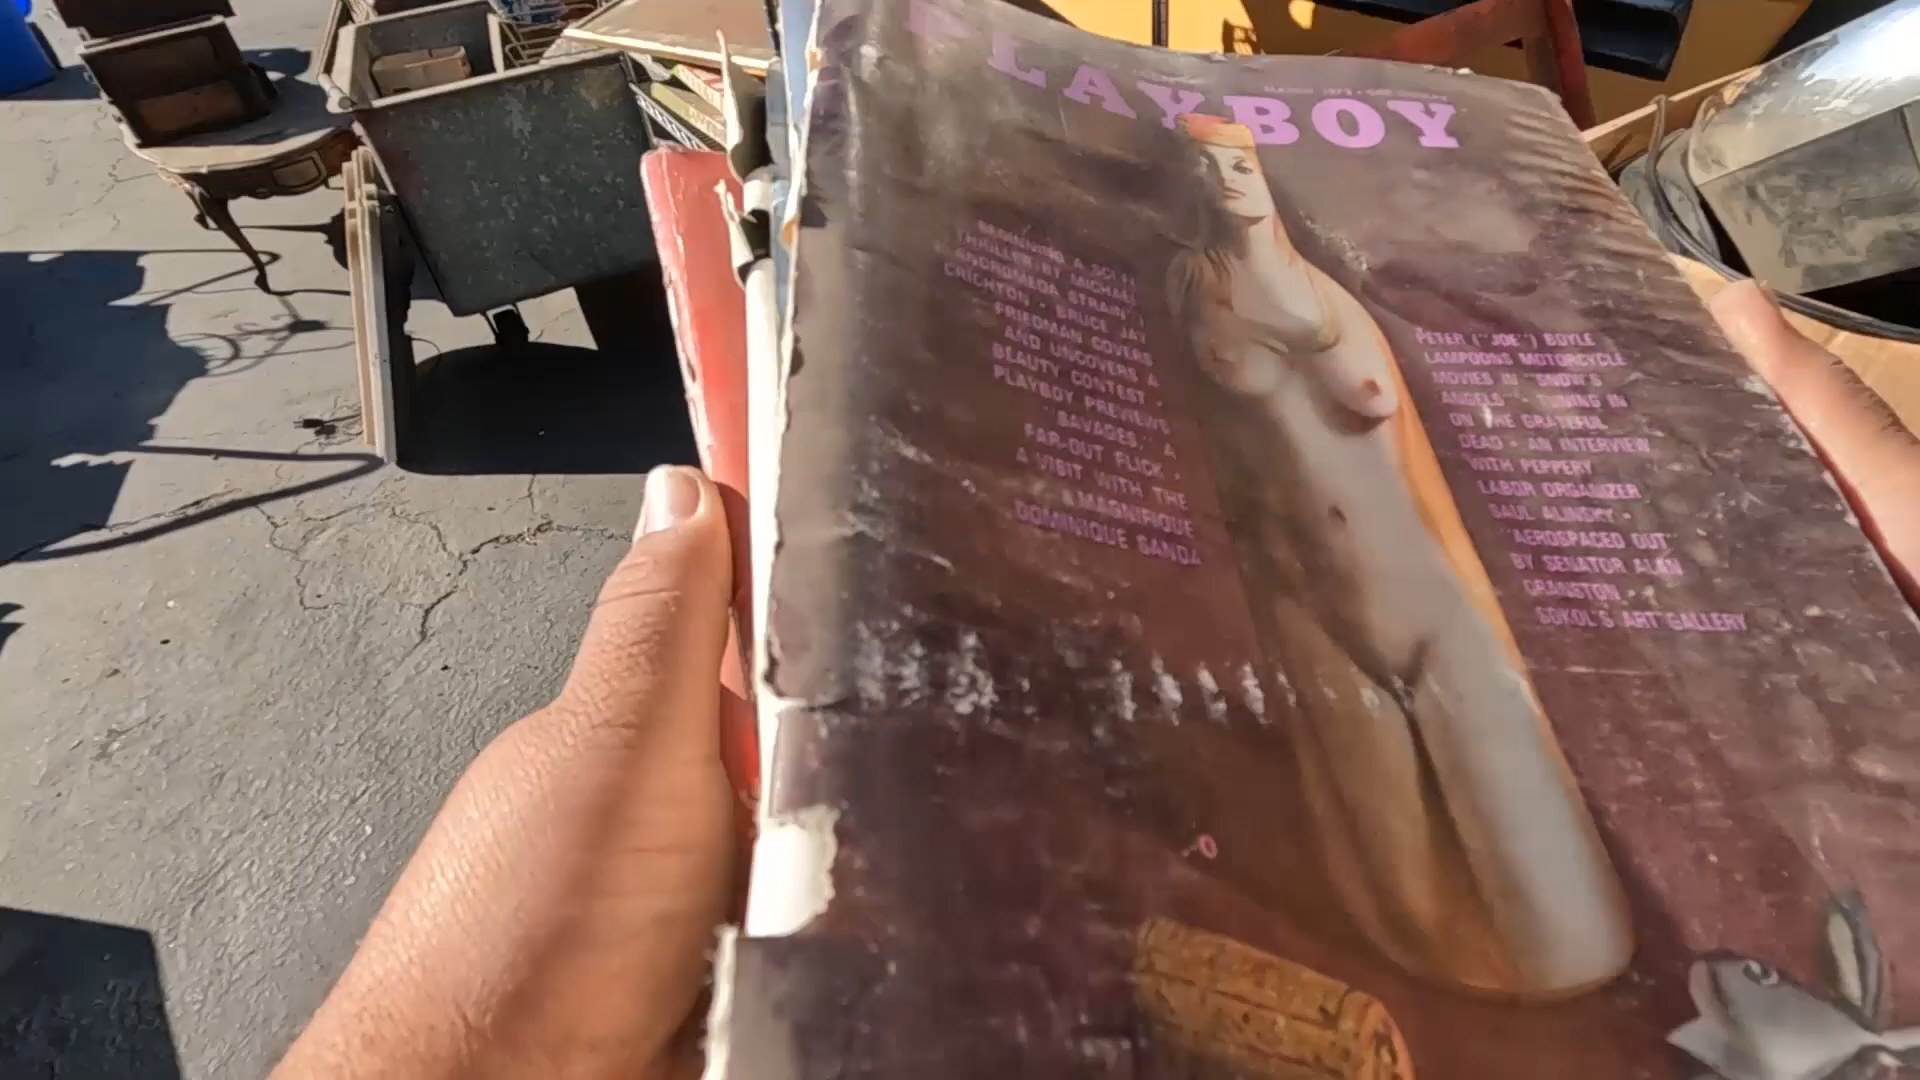 PLAYBOY
BEGINNING A SCI-FI
THRILLER BY MICHAEL
ANDROMEDA STRAIN"
CRICHTON • BRUCE JAY
FRIEDMAN COVERS
AND UNCOVERS A
BEAUTY CONTEST •
PLAYBOY PREVIEWS
"SAVAGES," A
FAR-OUT FLICK •
A VISIT WITH THE
MAGNIFIQUE
DOMINIQUE SANDA
PETER ("JOE") BOYLE
LAMPOONS MOTORCYCLE
MOVIES IN "SNOW'S
ANGELS" • TUNING IN
ON THE GRATEFUL
DEAD • AN INTERVIEW
WITH PEPPERY
LABOR ORGANIZER
SAUL ALINSKY •
"AEROSPACED OUT"
BY SENATOR ALAN
CRANSTON •
SOKOL'S ART GALLERY